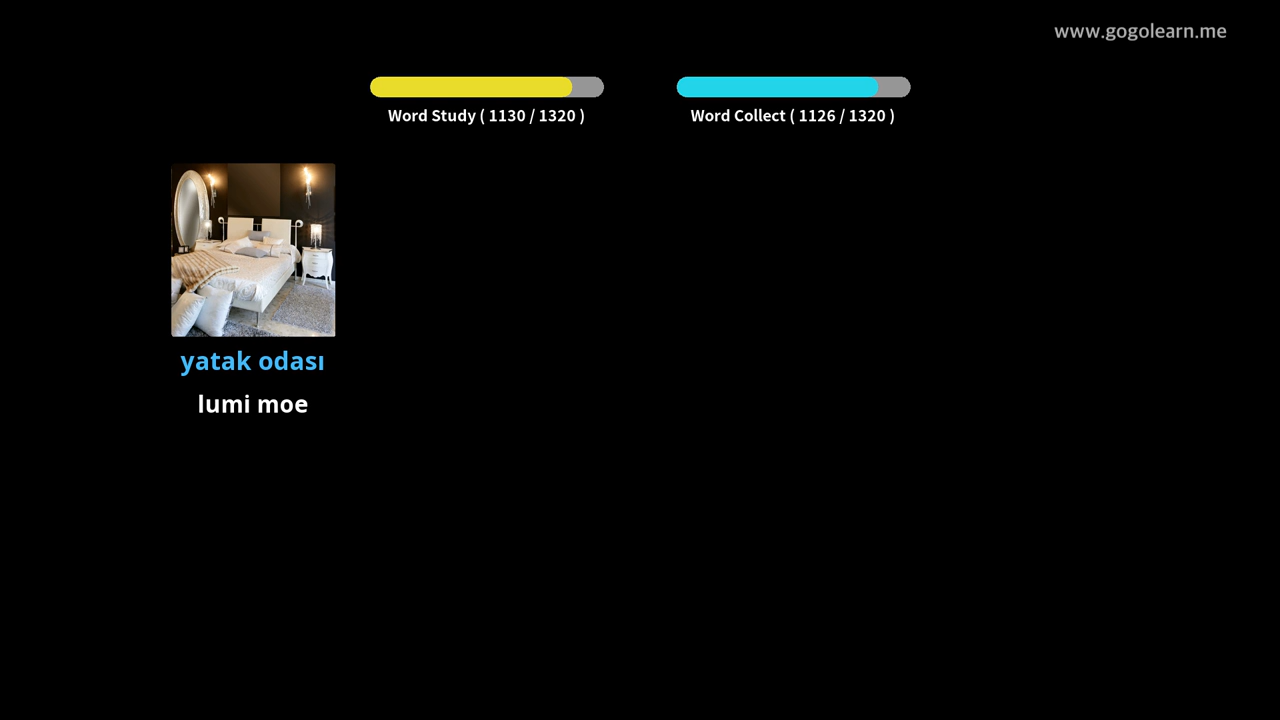 www.gogolearn.me
Word Study ( 1130 / 1320 )
Word Collect ( 1126 / 1320 )
yatak odası
lumi moe